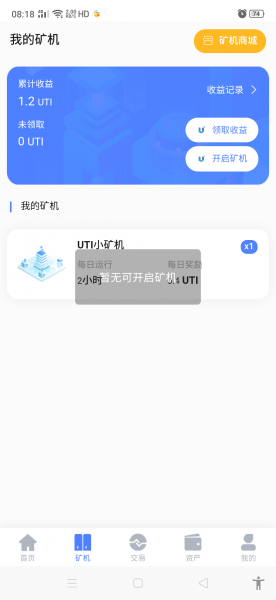 08:18 HD 24
我的矿机
矿机商城
累计收益
收益记录
1.2 UTI
未领取
领取收益
0 UTI
开启矿机
我的矿机
UTI小矿机
x1
每日运行 每日奖励
2小时 0.4 UTI
暂无可开启矿机
首页 矿机 交易 资产 我的